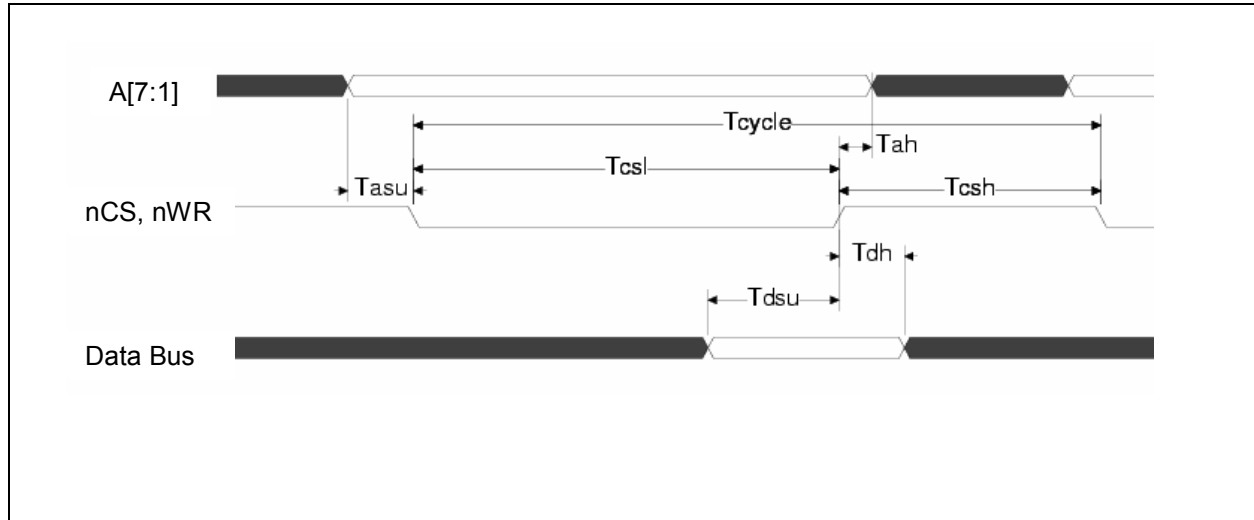 A[7:1]
Tcycle
Tah
Tcsl
Tasu
Tcsh
nCS, nWR
Tdh
Tdsu
Data Bus